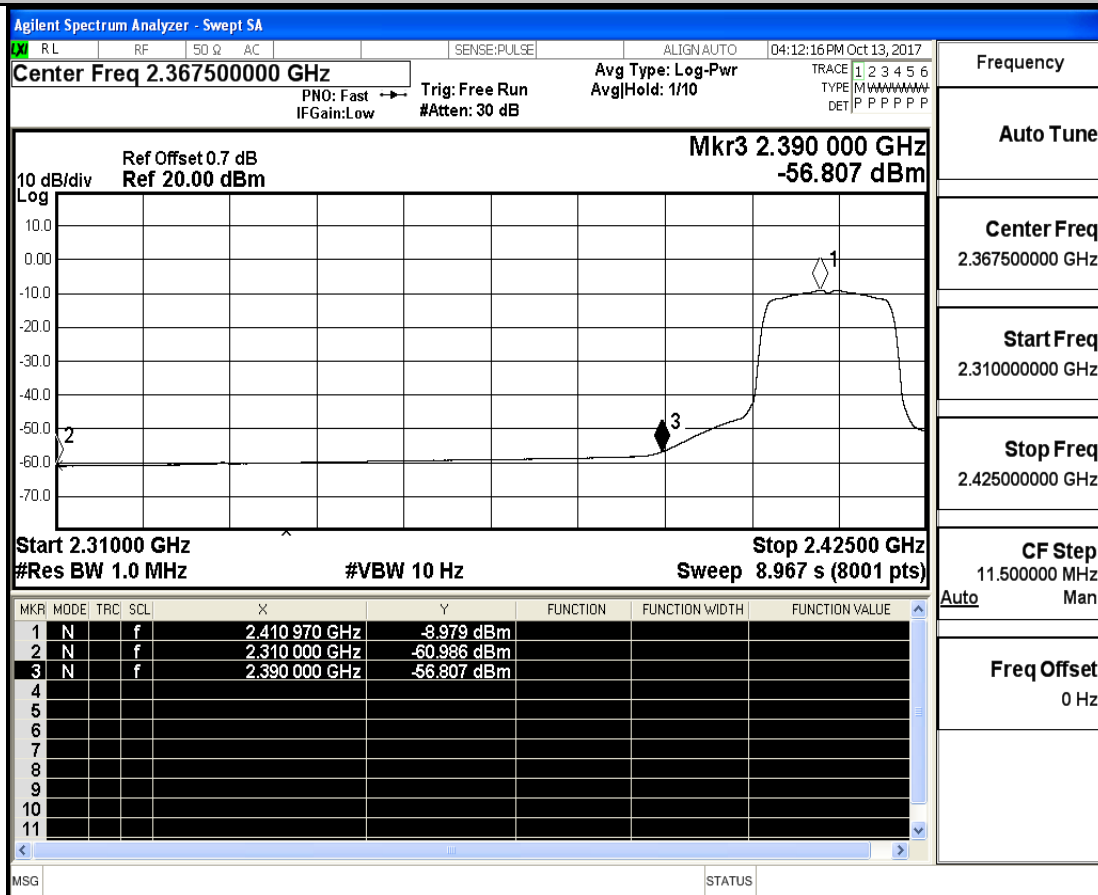 Agilent Spectrum Analyzer - Swept SA
LXI RL RF 50 Ω AC SENSE:PULSE ALIGN AUTO 04:12:16 PM Oct 13, 2017
Center Freq 2.367500000 GHz
PNO: Fast
IFGain:Low
Trig: Free Run
#Atten: 30 dB
Avg Type: Log-Pwr
Avg|Hold: 1/10
TRACE 1 2 3 4 5 6
TYPE M W W W W W
DET P P P P P P
Ref Offset 0.7 dB
10 dB/div Ref 20.00 dBm
Log
Mkr3 2.390 000 GHz
-56.807 dBm
10.0
0.00
-10.0
-20.0
-30.0
-40.0
-50.0
-60.0
-70.0
1
2
3
Start 2.31000 GHz Stop 2.42500 GHz
#Res BW 1.0 MHz #VBW 10 Hz Sweep 8.967 s (8001 pts)
MKR MODE TRC SCL X Y FUNCTION FUNCTION WIDTH FUNCTION VALUE
1 N f 2.410 970 GHz -8.979 dBm
2 N f 2.310 000 GHz -60.986 dBm
3 N f 2.390 000 GHz -56.807 dBm
4
5
6
7
8
9
10
11
MSG STATUS
Frequency
Auto Tune
Center Freq
2.367500000 GHz
Start Freq
2.310000000 GHz
Stop Freq
2.425000000 GHz
CF Step
11.500000 MHz
Auto Man
Freq Offset
0 Hz